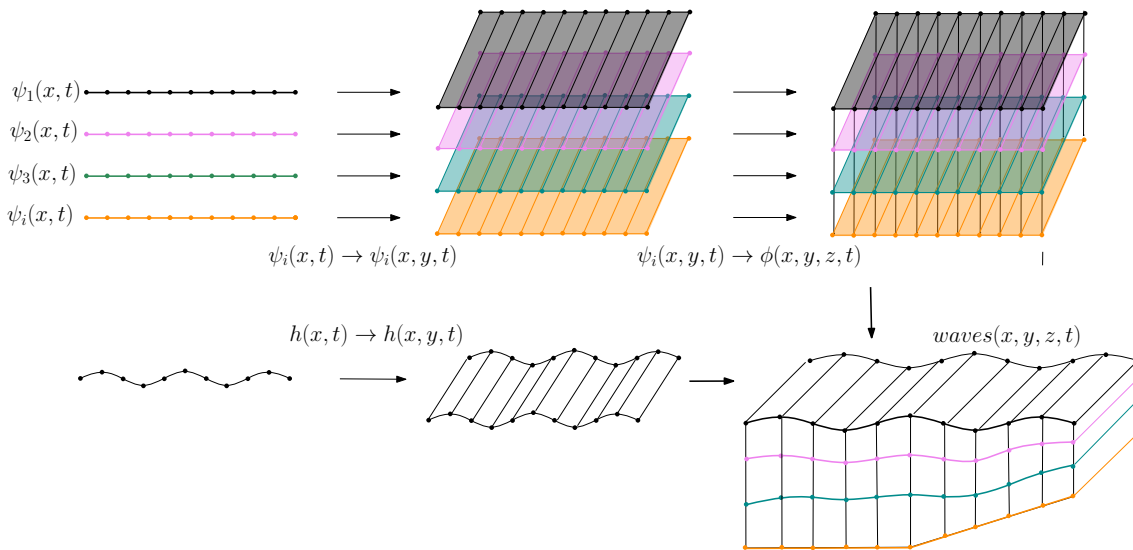 ψ₁(x, t)
ψ₂(x, t)
ψ₃(x, t)
ψᵢ(x, t)
ψᵢ(x, t) → ψᵢ(x, y, t)
ψᵢ(x, y, t) → ϕ(x, y, z, t)
h(x, t) → h(x, y, t)
waves(x, y, z, t)